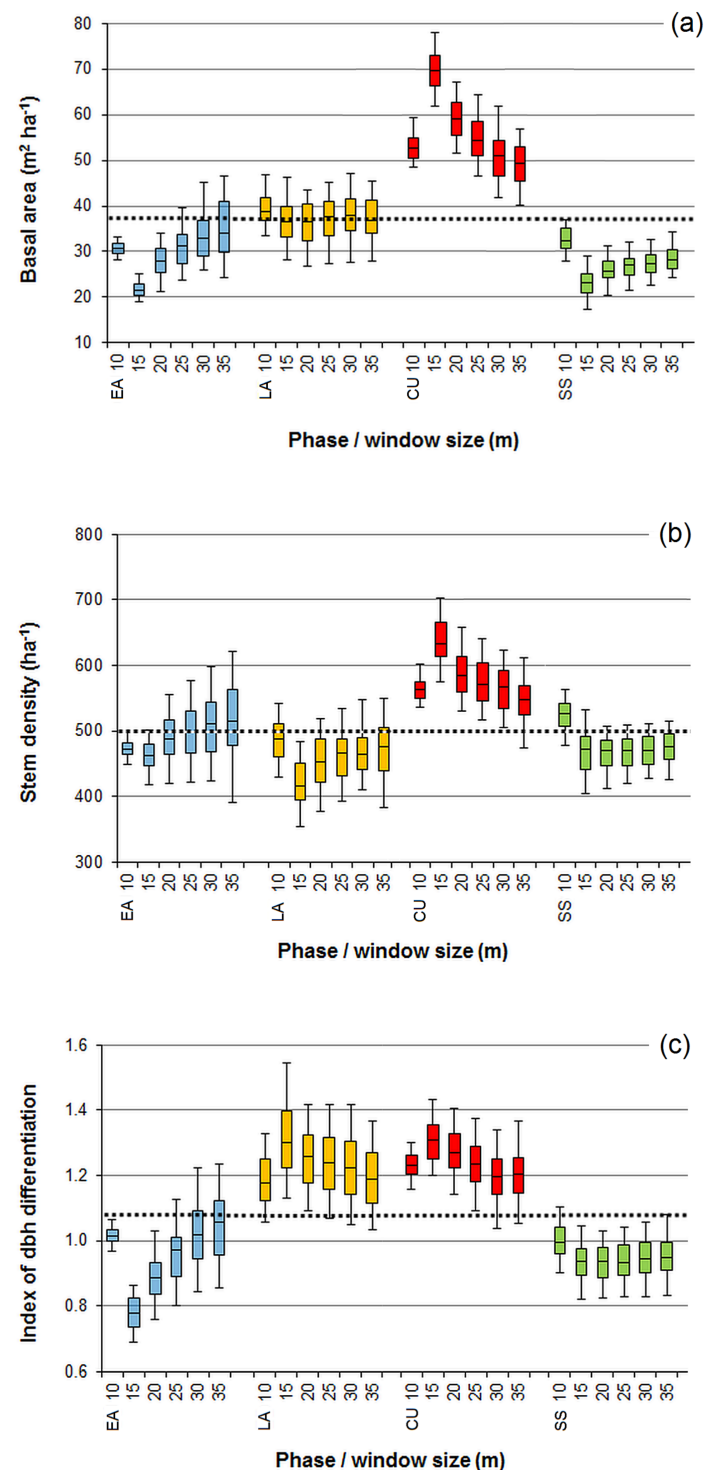 (a)
80
70
60
50
40
30
20
10
Basal area (m² ha⁻¹)
EA 10 15 20 25 30 35 LA 10 15 20 25 30 35 CU 10 15 20 25 30 35 SS 10 15 20 25 30 35
Phase / window size (m)
(b)
800
700
600
500
400
300
Stem density (ha⁻¹)
EA 10 15 20 25 30 35 LA 10 15 20 25 30 35 CU 10 15 20 25 30 35 SS 10 15 20 25 30 35
Phase / window size (m)
(c)
1.6
1.4
1.2
1.0
0.8
0.6
Index of dbh differentiation
EA 10 15 20 25 30 35 LA 10 15 20 25 30 35 CU 10 15 20 25 30 35 SS 10 15 20 25 30 35
Phase / window size (m)